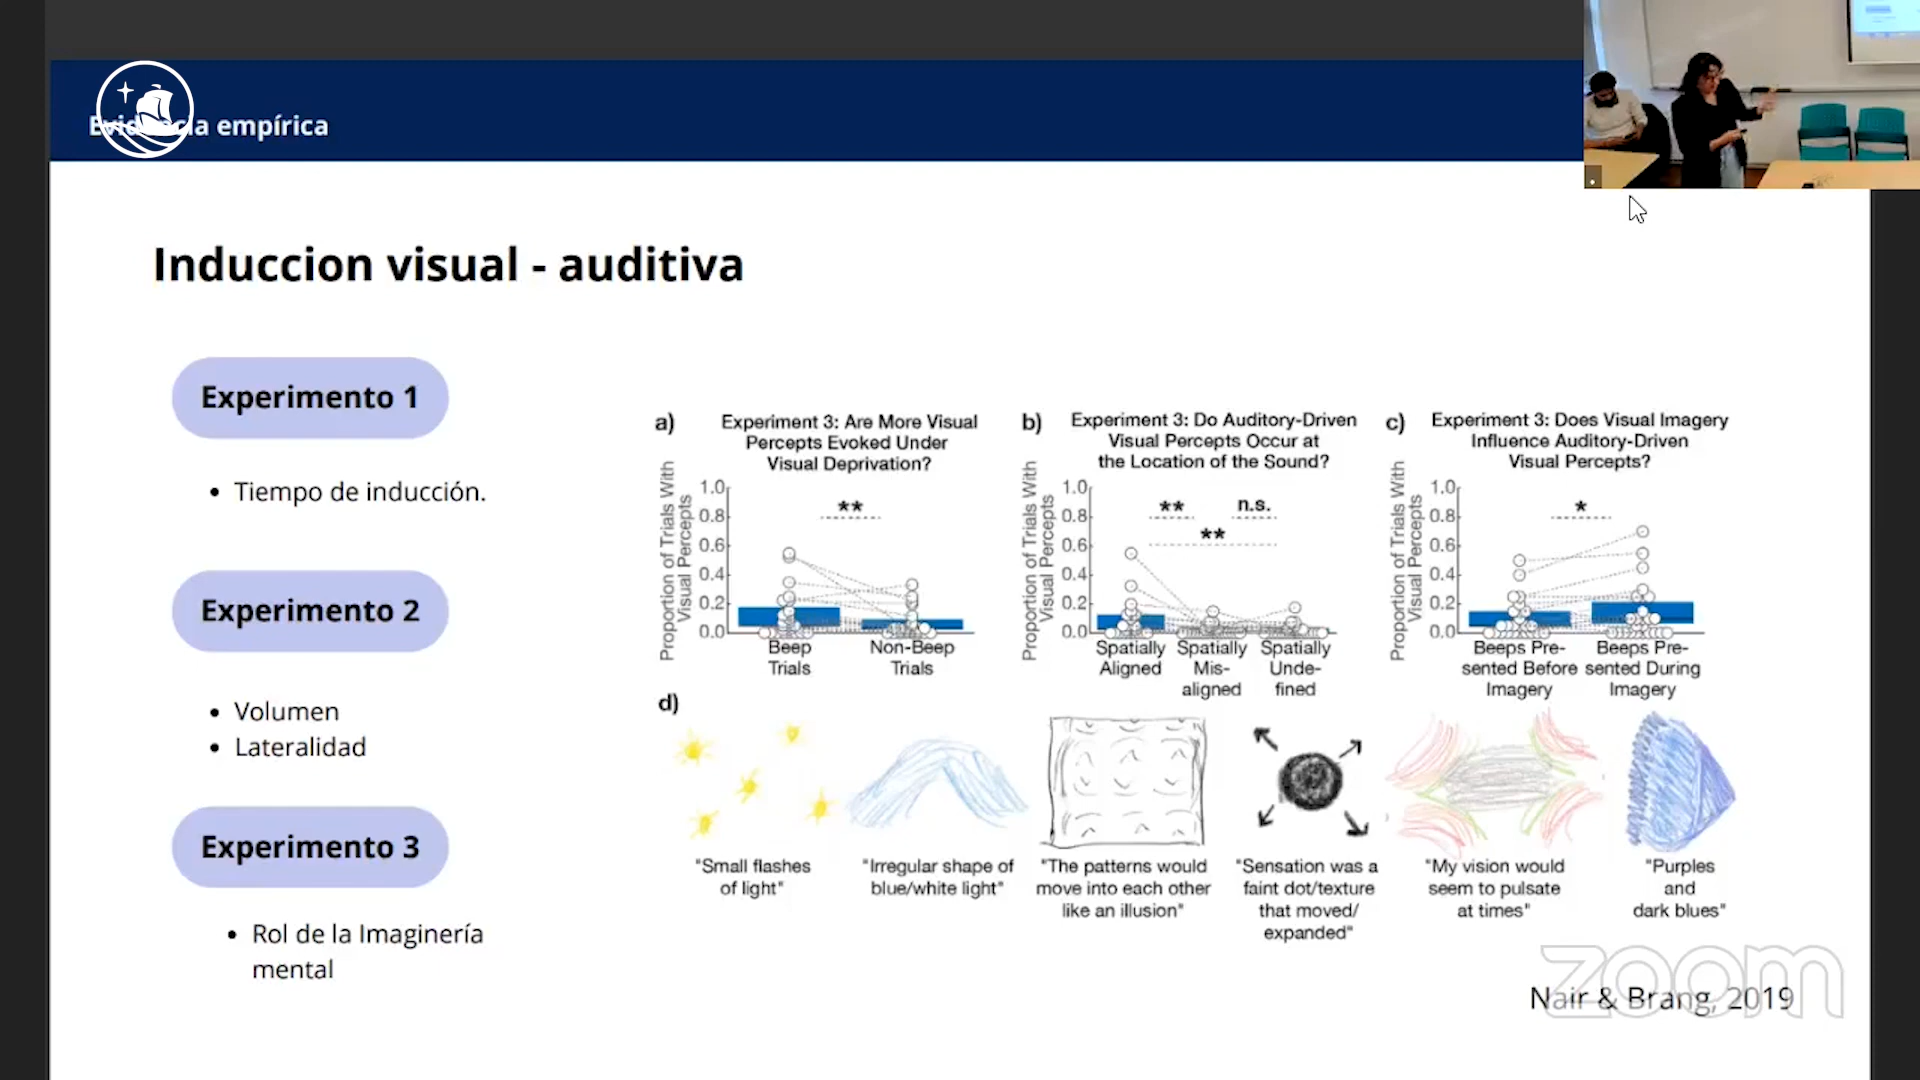 Evidencia empírica
Induccion visual - auditiva
Experimento 1
• Tiempo de inducción.
Experimento 2
• Volumen
• Lateralidad
Experimento 3
• Rol de la Imaginería
mental
a)
Experiment 3: Are More Visual
Percepts Evoked Under
Visual Deprivation?
Proportion of Trials With
Visual Percepts
1.0
0.8
0.6
0.4
0.2
0.0
**
Beep
Trials
Non-Beep
Trials
b)
Experiment 3: Do Auditory-Driven
Visual Percepts Occur at
the Location of the Sound?
Proportion of Trials With
Visual Percepts
1.0
0.8
0.6
0.4
0.2
0.0
**
n.s.
**
Spatially
Aligned
Spatially
Mis-
aligned
Spatially
Unde-
fined
c)
Experiment 3: Does Visual Imagery
Influence Auditory-Driven
Visual Percepts?
Proportion of Trials With
Visual Percepts
1.0
0.8
0.6
0.4
0.2
0.0
*
Beeps Pre-
sented Before
Imagery
Beeps Pre-
sented During
Imagery
d)
"Small flashes
of light"
"Irregular shape of
blue/white light"
"The patterns would
move into each other
like an illusion"
"Sensation was a
faint dot/texture
that moved/
expanded"
"My vision would
seem to pulsate
at times"
"Purples
and
dark blues"
Nair & Brang, 2019
zoom